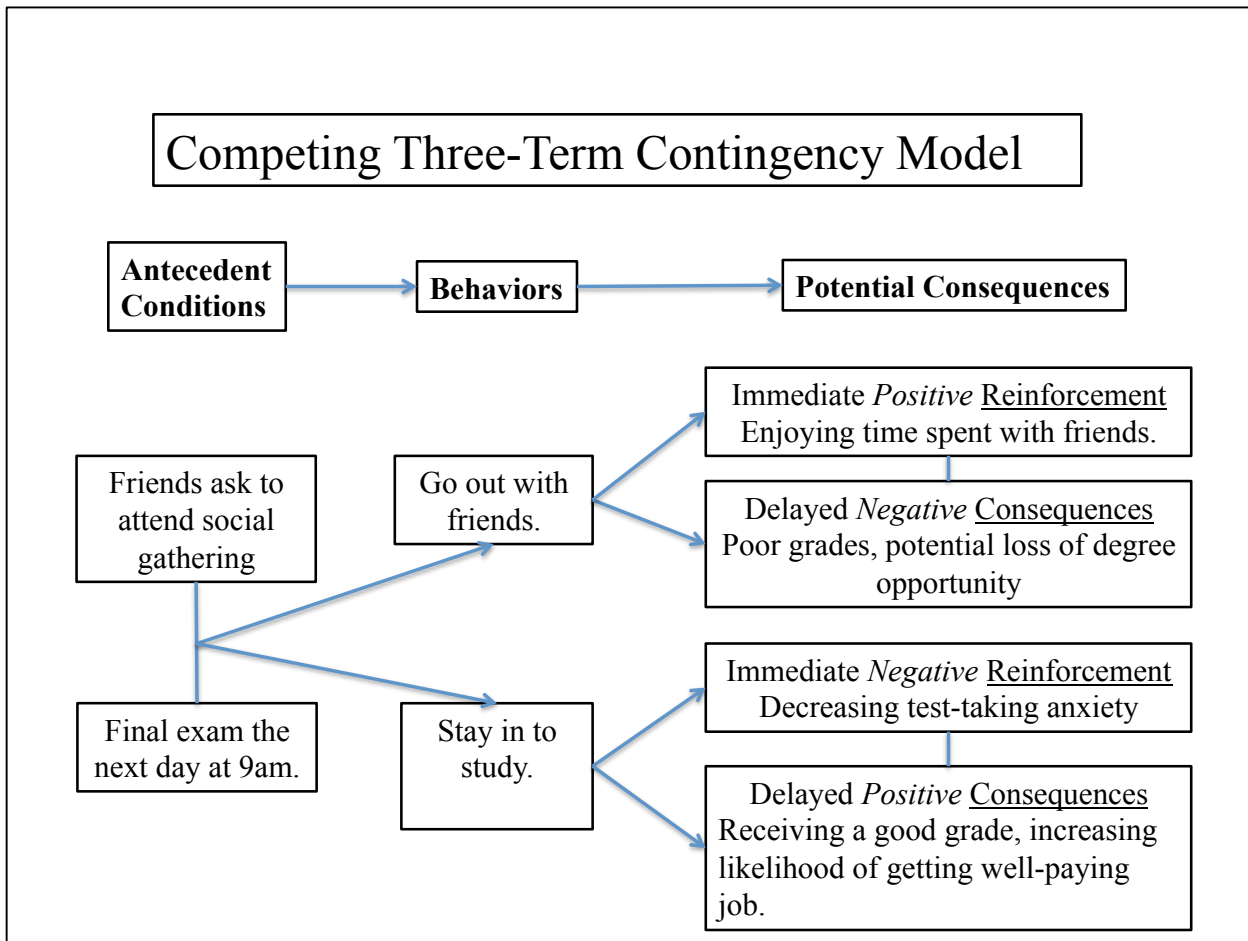 Competing Three-Term Contingency Model
Antecedent
Conditions
Behaviors
Potential Consequences
Friends ask to
attend social
gathering
Final exam the
next day at 9am.
Go out with
friends.
Stay in to
study.
Immediate Positive Reinforcement
Enjoying time spent with friends.
Delayed Negative Consequences
Poor grades, potential loss of degree
opportunity
Immediate Negative Reinforcement
Decreasing test-taking anxiety
Delayed Positive Consequences
Receiving a good grade, increasing
likelihood of getting well-paying
job.